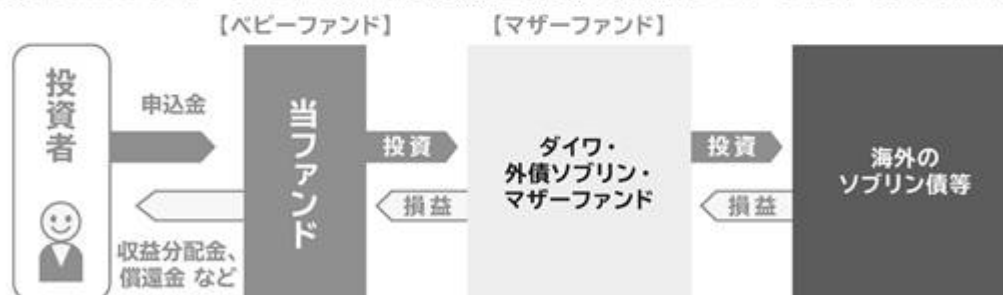 【ベビーファンド】
【マザーファンド】
投資者
申込金
収益分配金、
償還金 など
当ファンド
投資
損益
ダイワ・
外債ソブリン・
マザーファンド
投資
損益
海外の
ソブリン債等